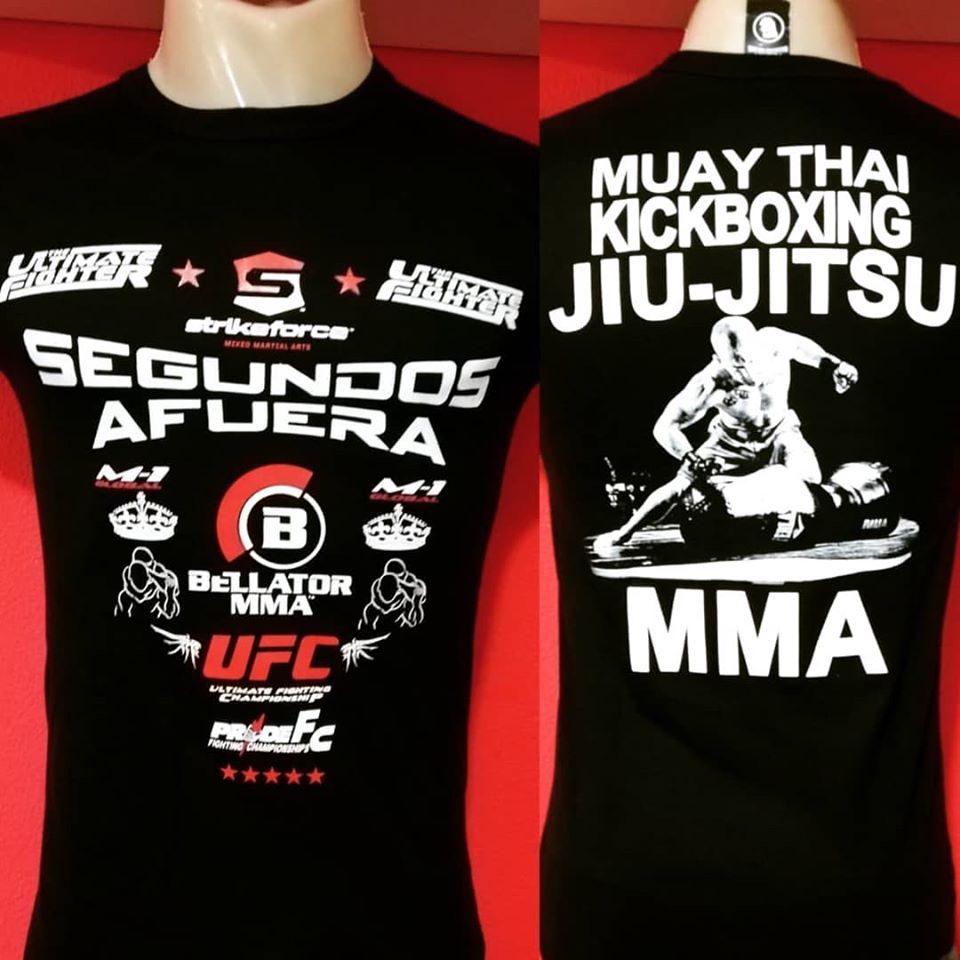 THE ULTIMATE FIGHTER
S
strikeforce
MIXED MARTIAL ARTS
THE ULTIMATE FIGHTER
SEGUNDOS
AFUERA
M-1
GLOBAL
M-1
GLOBAL
B
BELLATOR
MMA
UFC
ULTIMATE FIGHTING
CHAMPIONSHIP
PRIDE FC
FIGHTING CHAMPIONSHIPS
MUAY THAI
KICKBOXING
JIU-JITSU
MMA